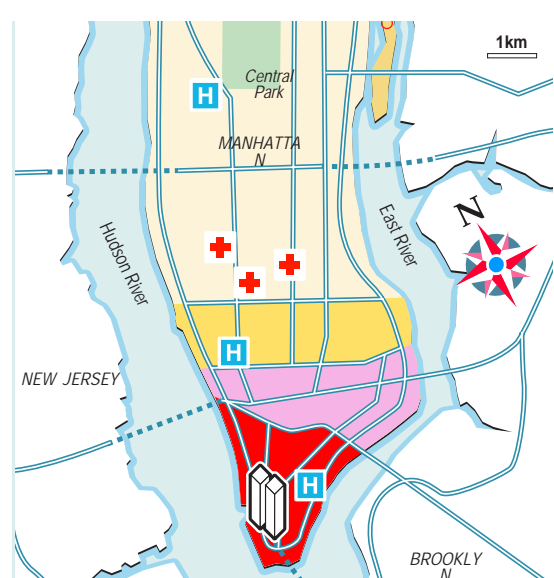 1km
Central
Park
H
MANHATTA
N
N
Hudson River
East River
H
NEW JERSEY
H
BROOKLY
N